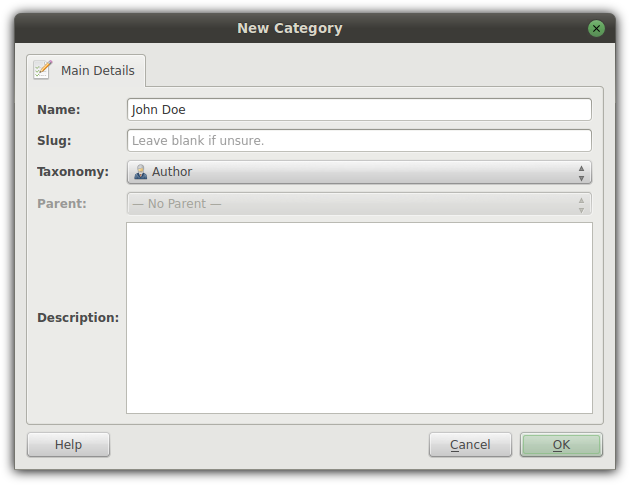 New Category
Main Details
Name: John Doe
Slug: Leave blank if unsure.
Taxonomy: Author
Parent: — No Parent —
Description:
Help Cancel OK